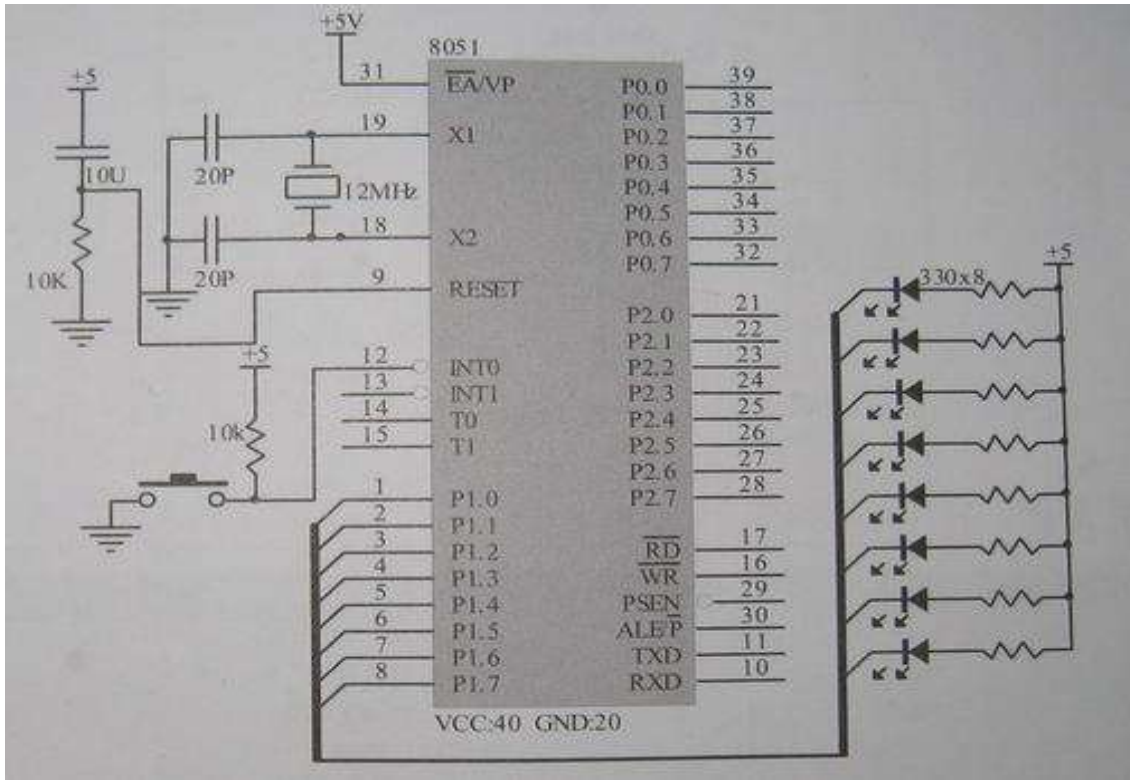 +5V
8051
31
EA/VP
P0.0
39
+5
38
P0.1
19
X1
P0.2
37
P0.3
36
10U
20P
12MHz
P0.4
35
P0.5
34
18
X2
P0.6
33
P0.7
32
10K
20P
9
RESET
330x8
+5
P2.0
21
P2.1
22
+5
12
INT0
P2.2
23
13
INT1
P2.3
24
14
T0
P2.4
25
10k
15
T1
P2.5
26
P2.6
27
1
P1.0
P2.7
28
2
P1.1
3
P1.2
RD
17
4
P1.3
WR
16
5
P1.4
PSEN
29
6
P1.5
ALE/P
30
7
P1.6
TXD
11
8
P1.7
RXD
10
VCC:40 GND:20